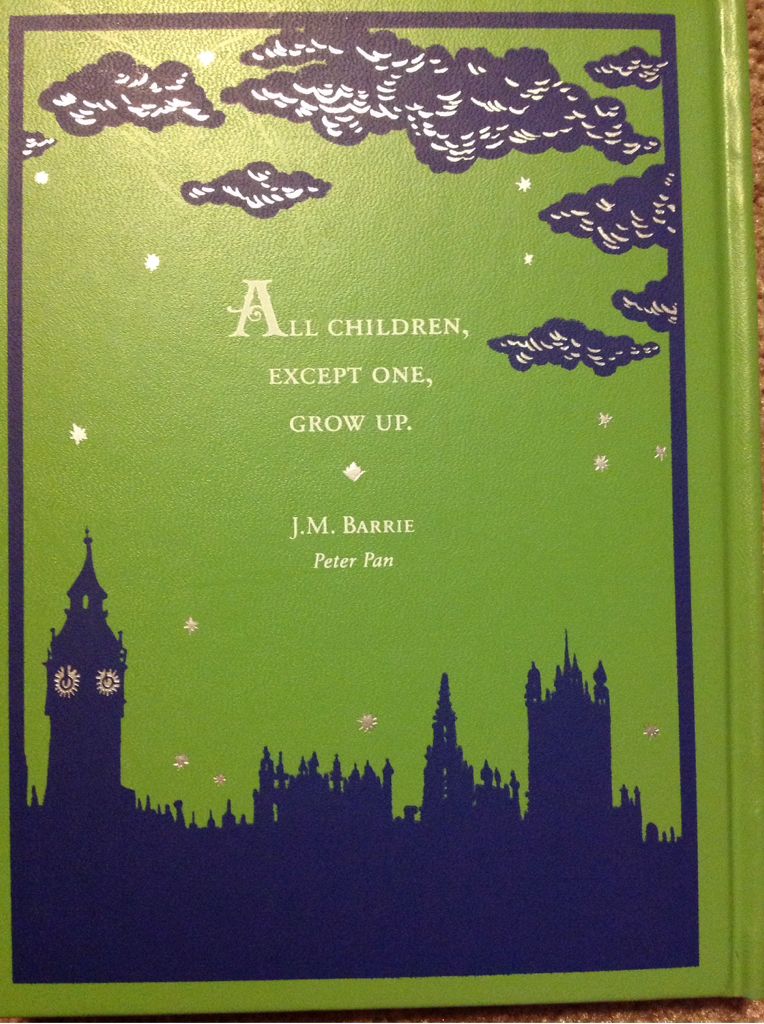 ALL CHILDREN,
EXCEPT ONE,
GROW UP.
J.M. BARRIE
Peter Pan